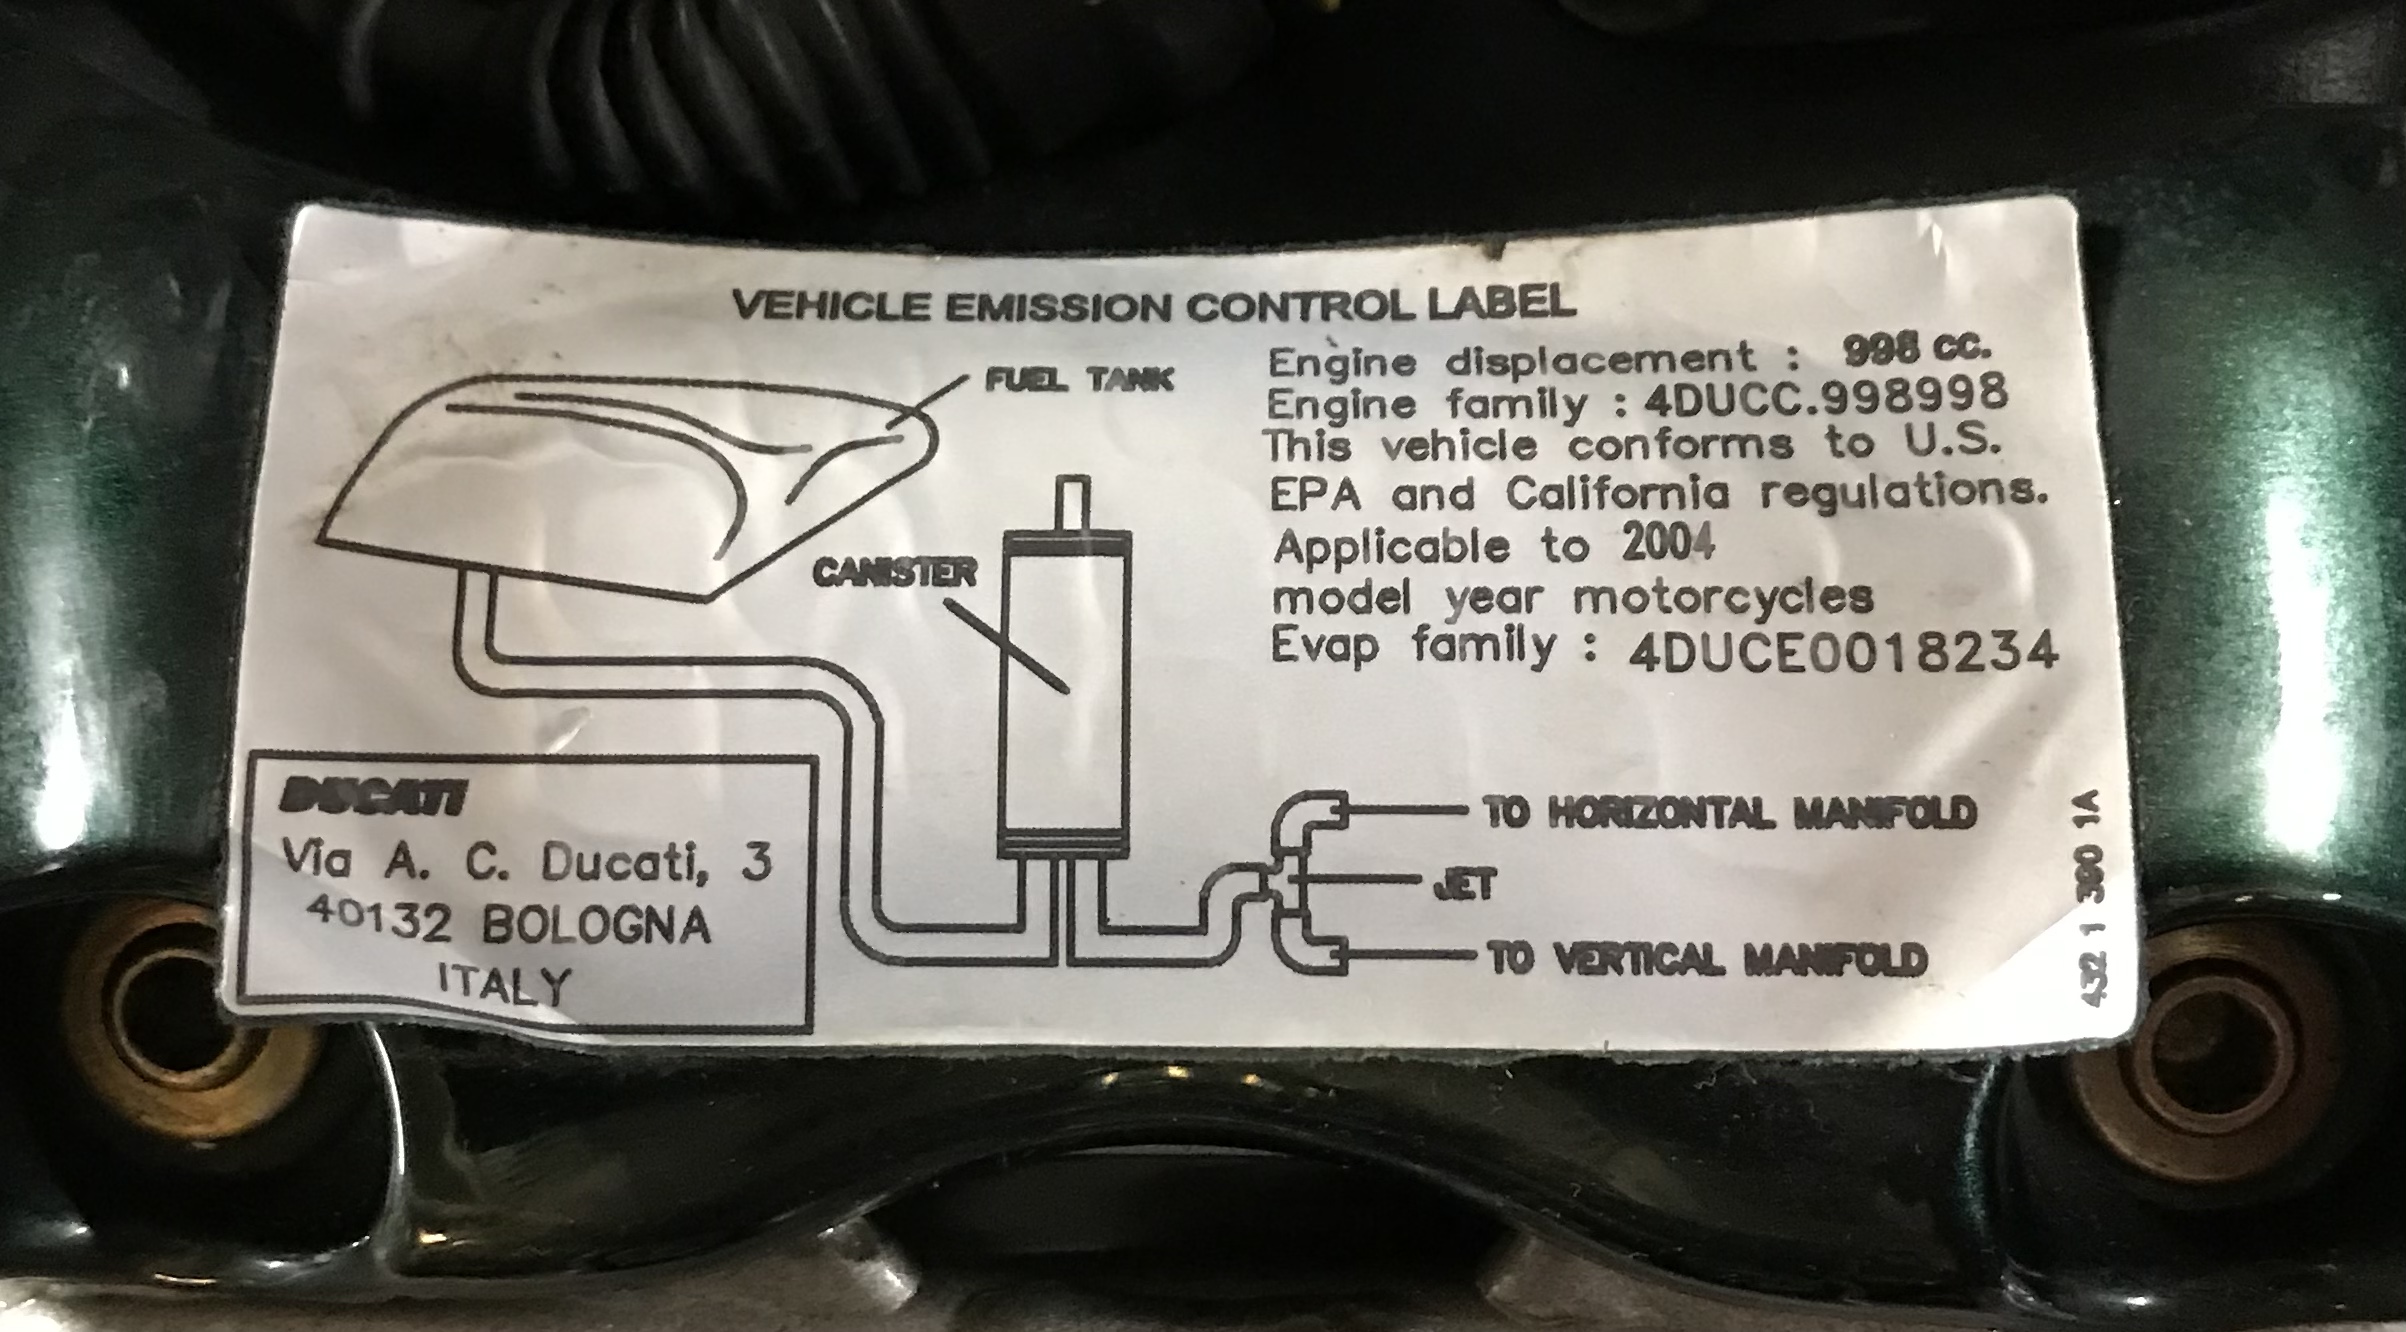 VEHICLE EMISSION CONTROL LABEL
FUEL TANK
CANISTER
Engine displacement : 998 cc.
Engine family : 4DUCC.998998
This vehicle conforms to U.S.
EPA and California regulations.
Applicable to 2004
model year motorcycles
Evap family : 4DUCE0018234
TO HORIZONTAL MANIFOLD
JET
TO VERTICAL MANIFOLD
DUCATI
Via A. C. Ducati, 3
40132 BOLOGNA
ITALY
432 1 390 1A